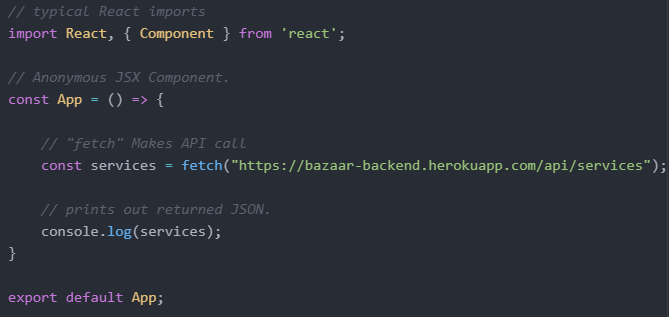 // typical React imports
import React, { Component } from 'react';
// Anonymous JSX Component.
const App = () => {
// "fetch" Makes API call
const services = fetch("https://bazaar-backend.herokuapp.com/api/services");
// prints out returned JSON.
console.log(services);
}
export default App;